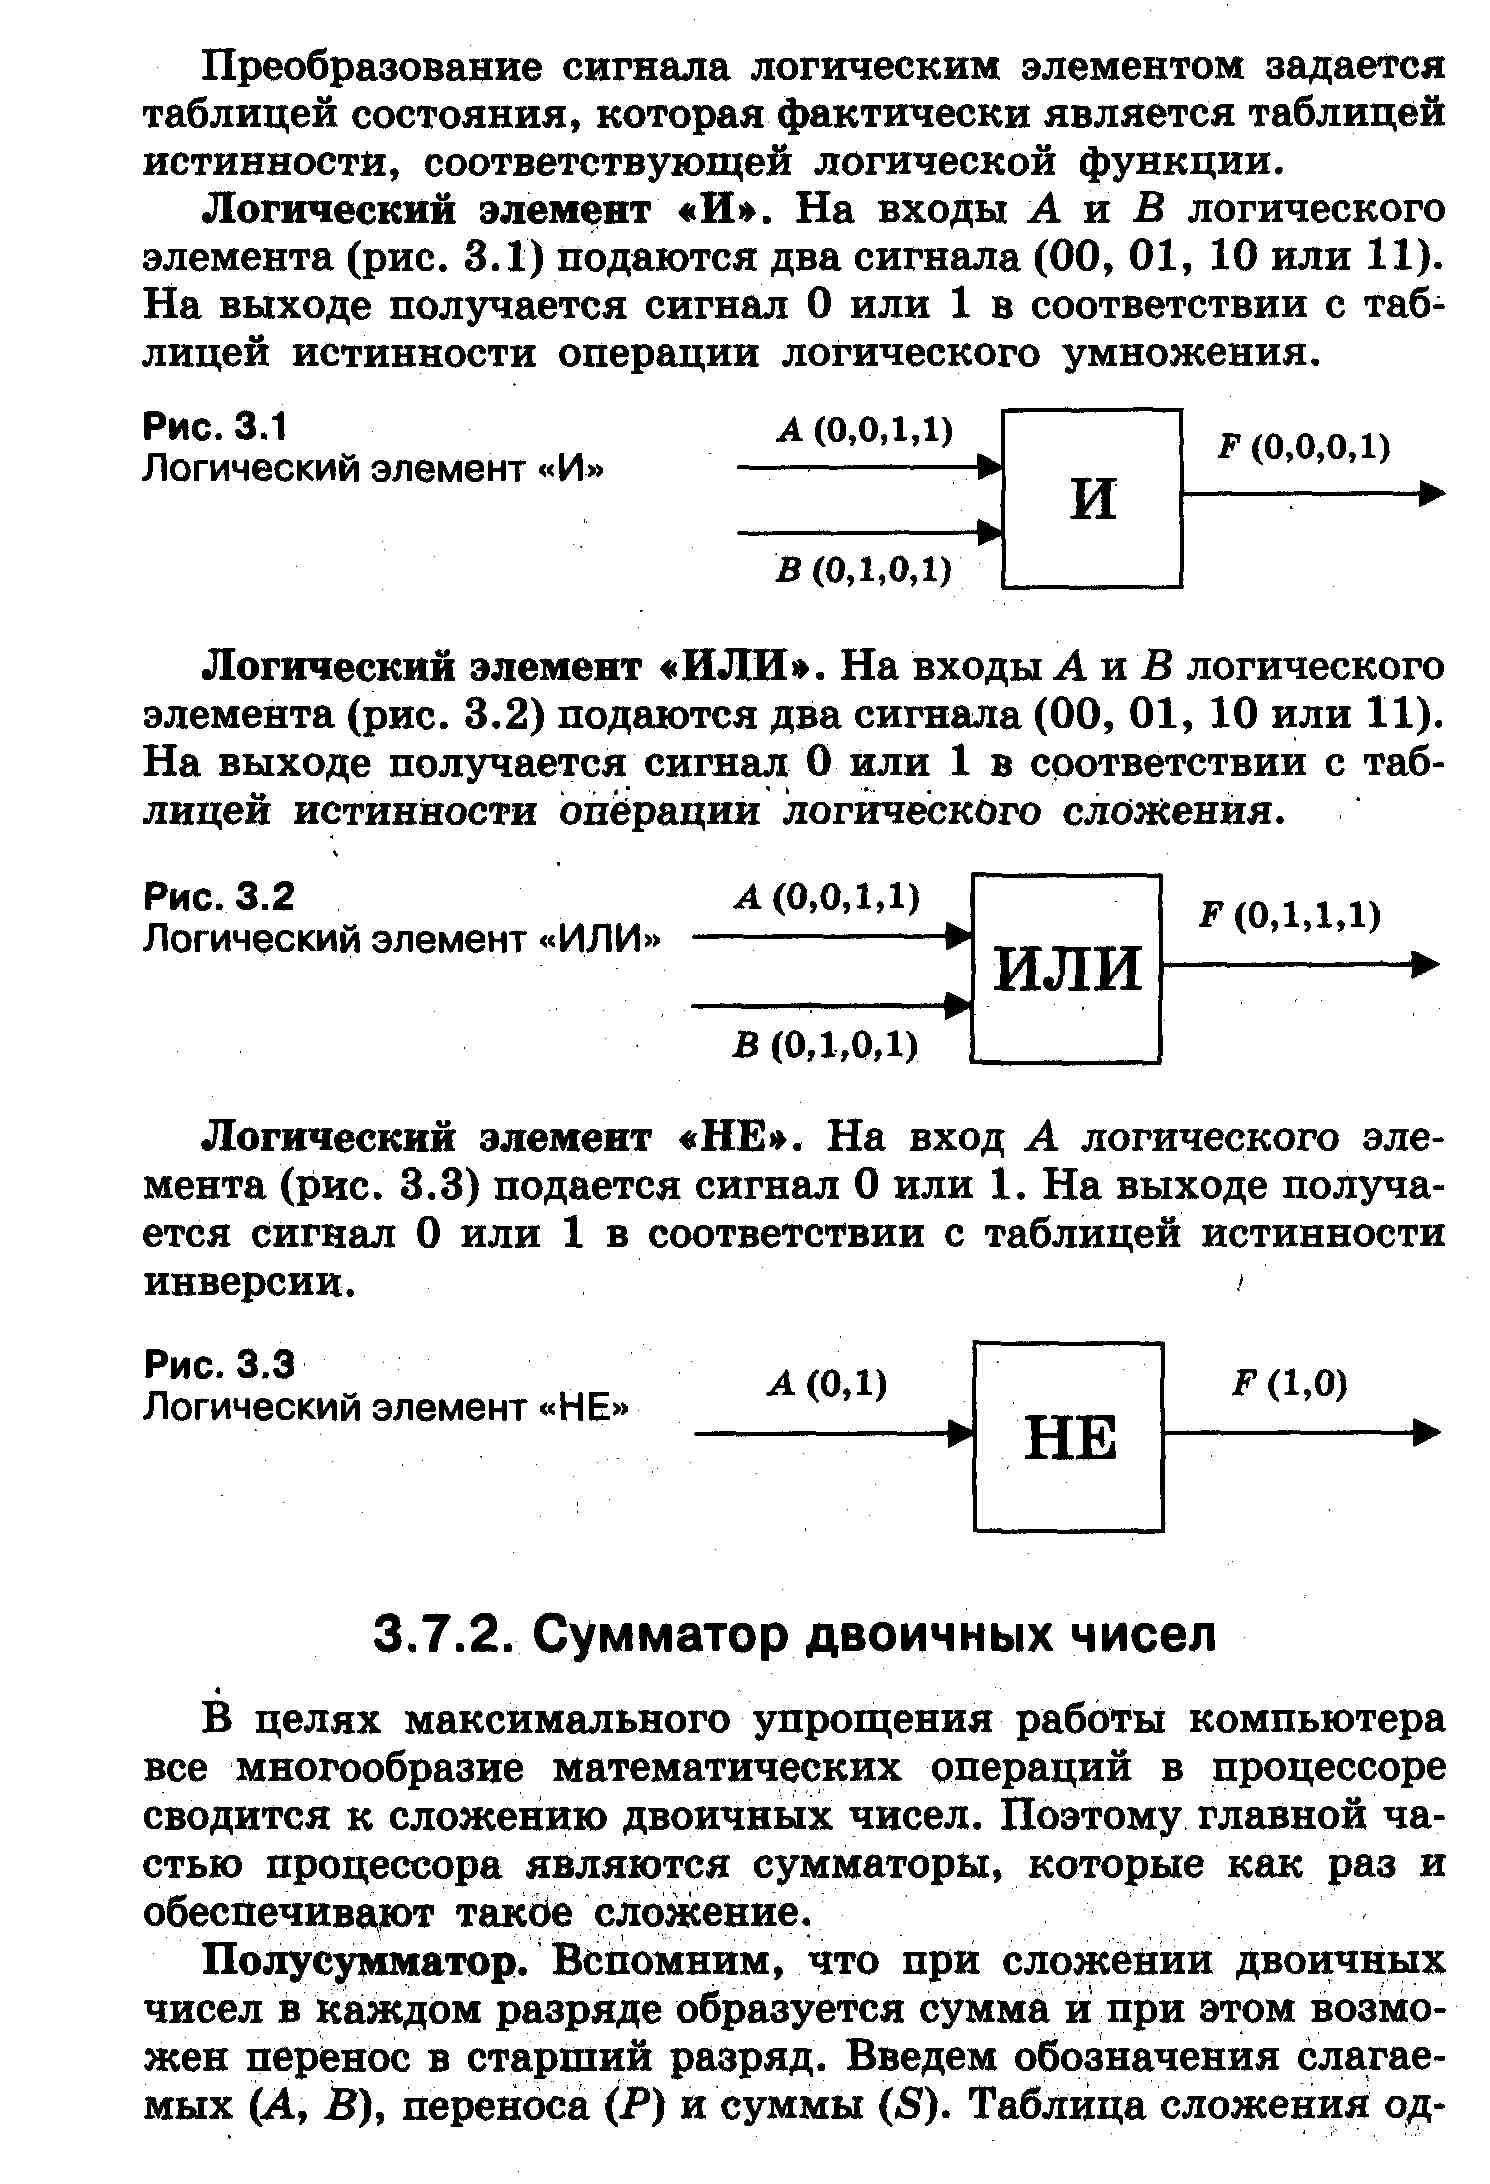 Преобразование сигнала логическим элементом задается
таблицей состояния, которая фактически является таблицей
истинности, соответствующей логической функции.
Логический элемент «И». На входы A и B логического
элемента (рис. 3.1) подаются два сигнала (00, 01, 10 или 11).
На выходе получается сигнал 0 или 1 в соответствии с таб-
лицей истинности операции логического умножения.
Рис. 3.1
Логический элемент «И»
A (0,0,1,1)
B (0,1,0,1)
И
F (0,0,0,1)
Логический элемент «ИЛИ». На входы A и B логического
элемента (рис. 3.2) подаются два сигнала (00, 01, 10 или 11).
На выходе получается сигнал 0 или 1 в соответствии с таб-
лицей истинности операции логического сложения.
Рис. 3.2
Логический элемент «ИЛИ»
A (0,0,1,1)
B (0,1,0,1)
ИЛИ
F (0,1,1,1)
Логический элемент «НЕ». На вход A логического эле-
мента (рис. 3.3) подается сигнал 0 или 1. На выходе получа-
ется сигнал 0 или 1 в соответствии с таблицей истинности
инверсии.
Рис. 3.3
Логический элемент «НЕ»
A (0,1)
НЕ
F (1,0)
3.7.2. Сумматор двоичных чисел
В целях максимального упрощения работы компьютера
все многообразие математических операций в процессоре
сводится к сложению двоичных чисел. Поэтому главной ча-
стью процессора являются сумматоры, которые как раз и
обеспечивают такое сложение.
Полусумматор. Вспомним, что при сложении двоичных
чисел в каждом разряде образуется сумма и при этом возмо-
жен перенос в старший разряд. Введем обозначения слагае-
мых (A, B), переноса (P) и суммы (S). Таблица сложения од-